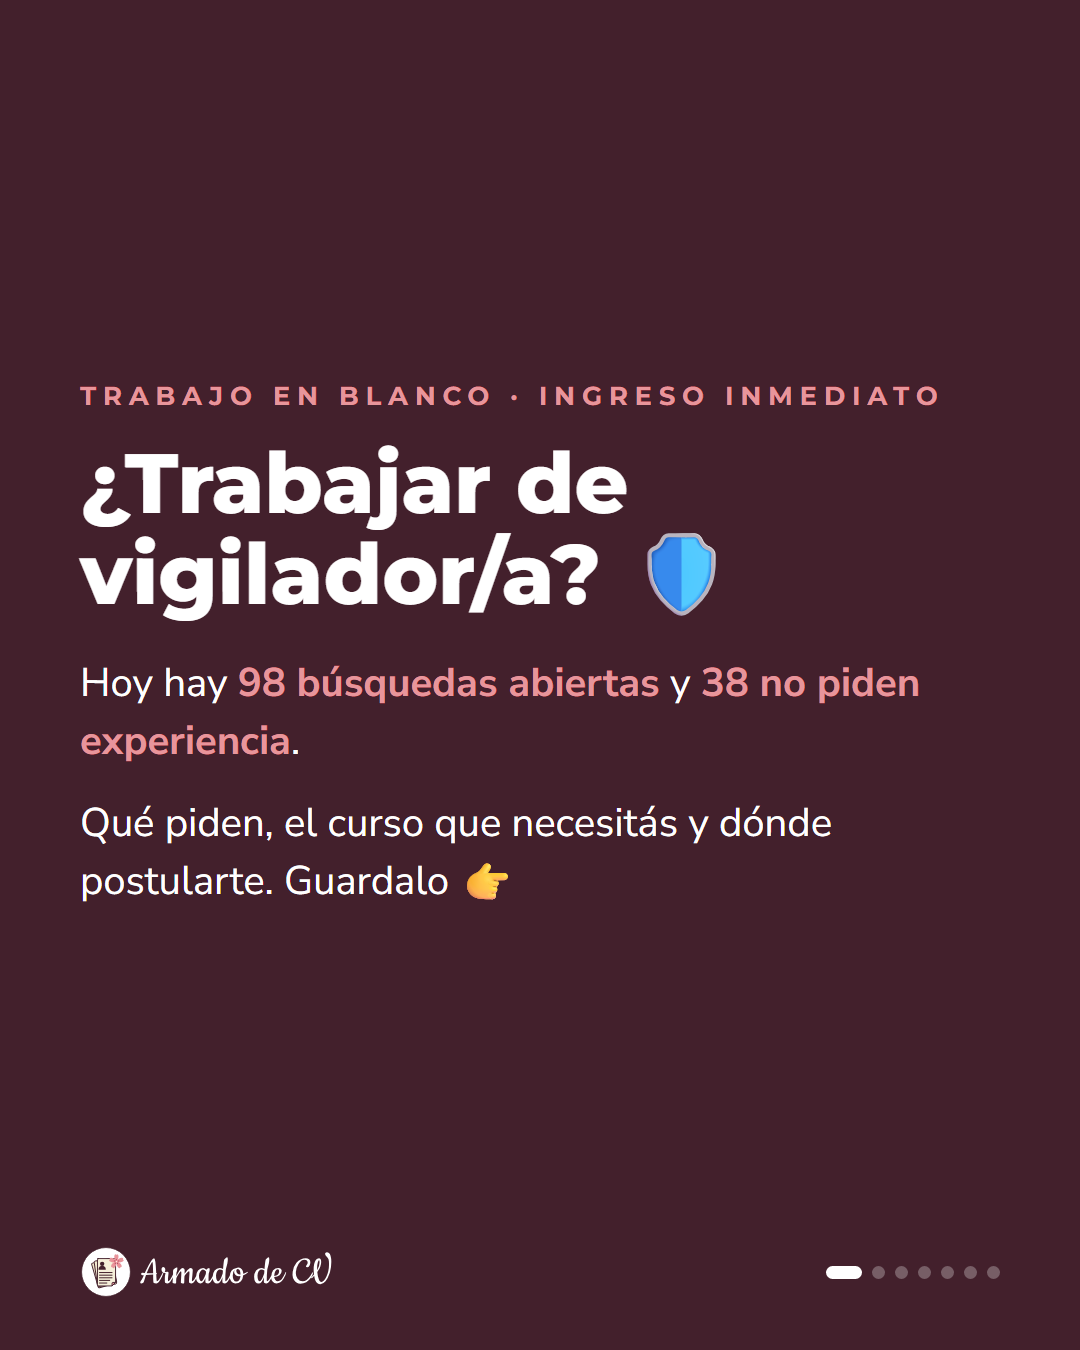 TRABAJO EN BLANCO · INGRESO INMEDIATO
¿Trabajar de
vigilador/a? 🛡️
Hoy hay 98 búsquedas abiertas y 38 no piden
experiencia.
Qué piden, el curso que necesitás y dónde
postularte. Guardalo 👉
Armado de CV